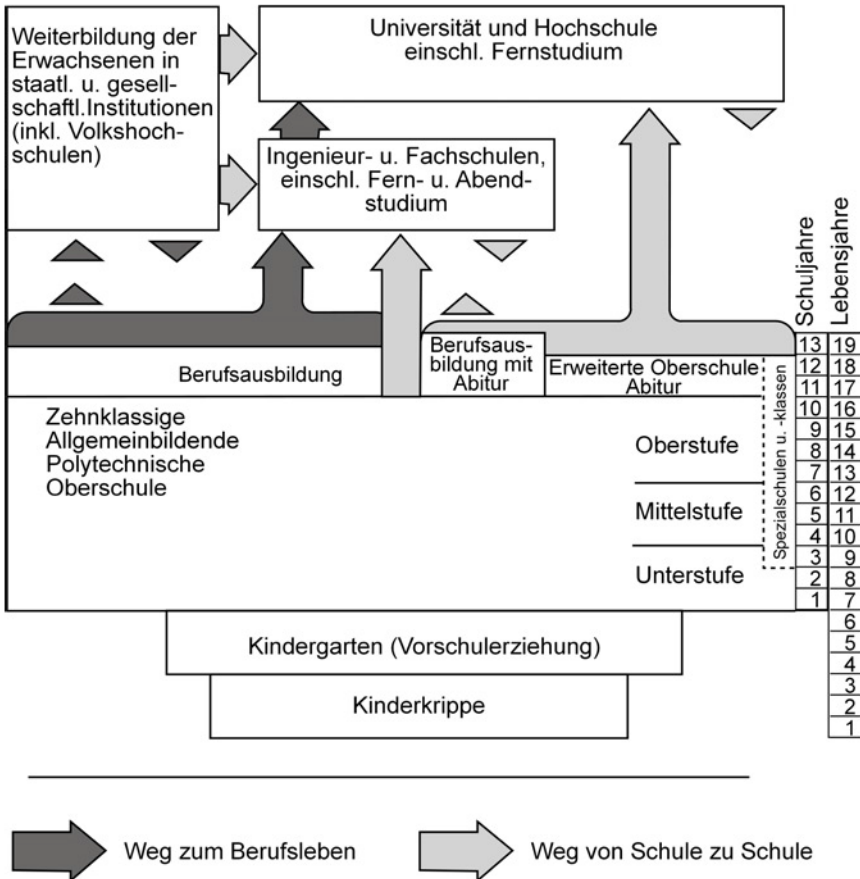 Weiterbildung der
Erwachsenen in
staatl. u. gesell-
schaftl.Institutionen
(inkl. Volkshoch-
schulen)
Universität und Hochschule
einschl. Fernstudium
Ingenieur- u. Fachschulen,
einschl. Fern- u. Abend-
studium
Schuljahre
Lebensjahre
Berufsausbildung
Berufsaus-
bildung mit
Abitur
Erweiterte Oberschule
Abitur
Spezialschulen u. -klassen
Zehnklassige
Allgemeinbildende
Polytechnische
Oberschule
Oberstufe
Mittelstufe
Unterstufe
13 19
12 18
11 17
10 16
9 15
8 14
7 13
6 12
5 11
4 10
3 9
2 8
1 7
6
5
4
3
2
1
Kindergarten (Vorschulerziehung)
Kinderkrippe
Weg zum Berufsleben
Weg von Schule zu Schule